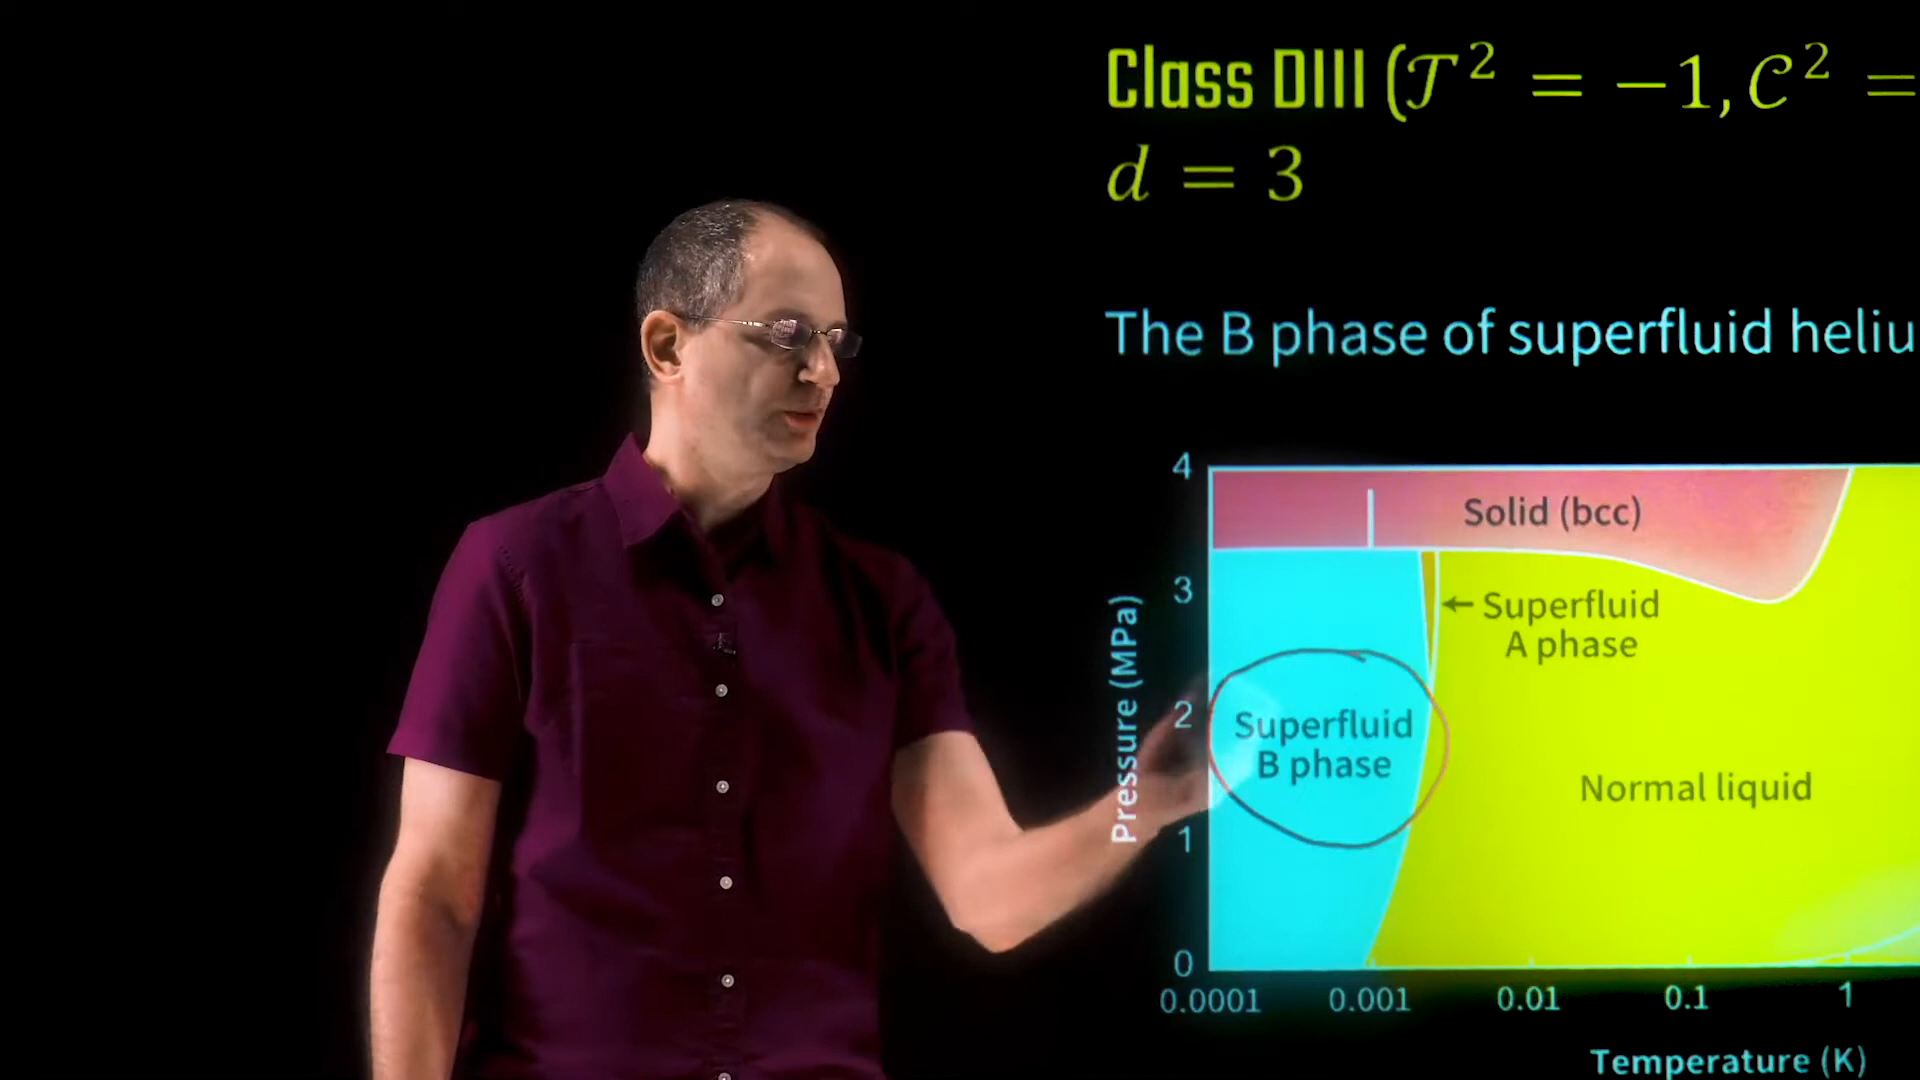 Class DIII (𝒯² = −1, 𝒞² =
d = 3
The B phase of superfluid heliu
4
Solid (bcc)
3
← Superfluid
A phase
Pressure (MPa)
2
Superfluid
B phase
Normal liquid
1
0
0.0001 0.001 0.01 0.1 1
Temperature (K)